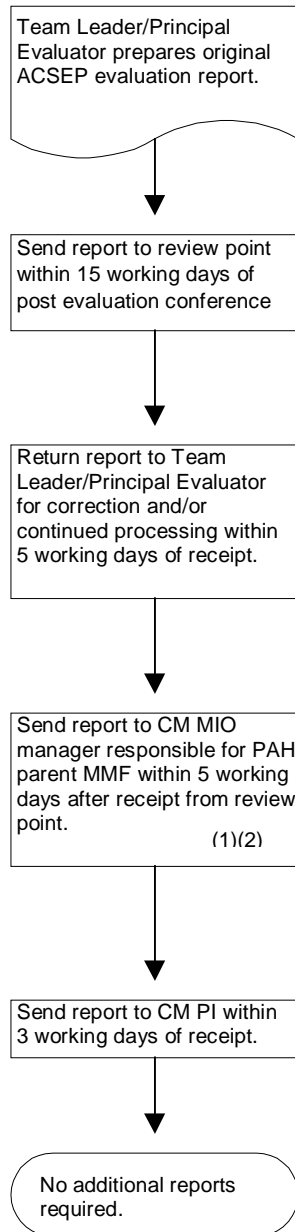 Team Leader/Principal
Evaluator prepares original
ACSEP evaluation report.
Send report to review point
within 15 working days of
post evaluation conference
Return report to Team
Leader/Principal Evaluator
for correction and/or
continued processing within
5 working days of receipt.
Send report to CM MIO
manager responsible for PAH
parent MMF within 5 working
days after receipt from review
point.
(1)(2)
Send report to CM PI within
3 working days of receipt.
No additional reports
required.